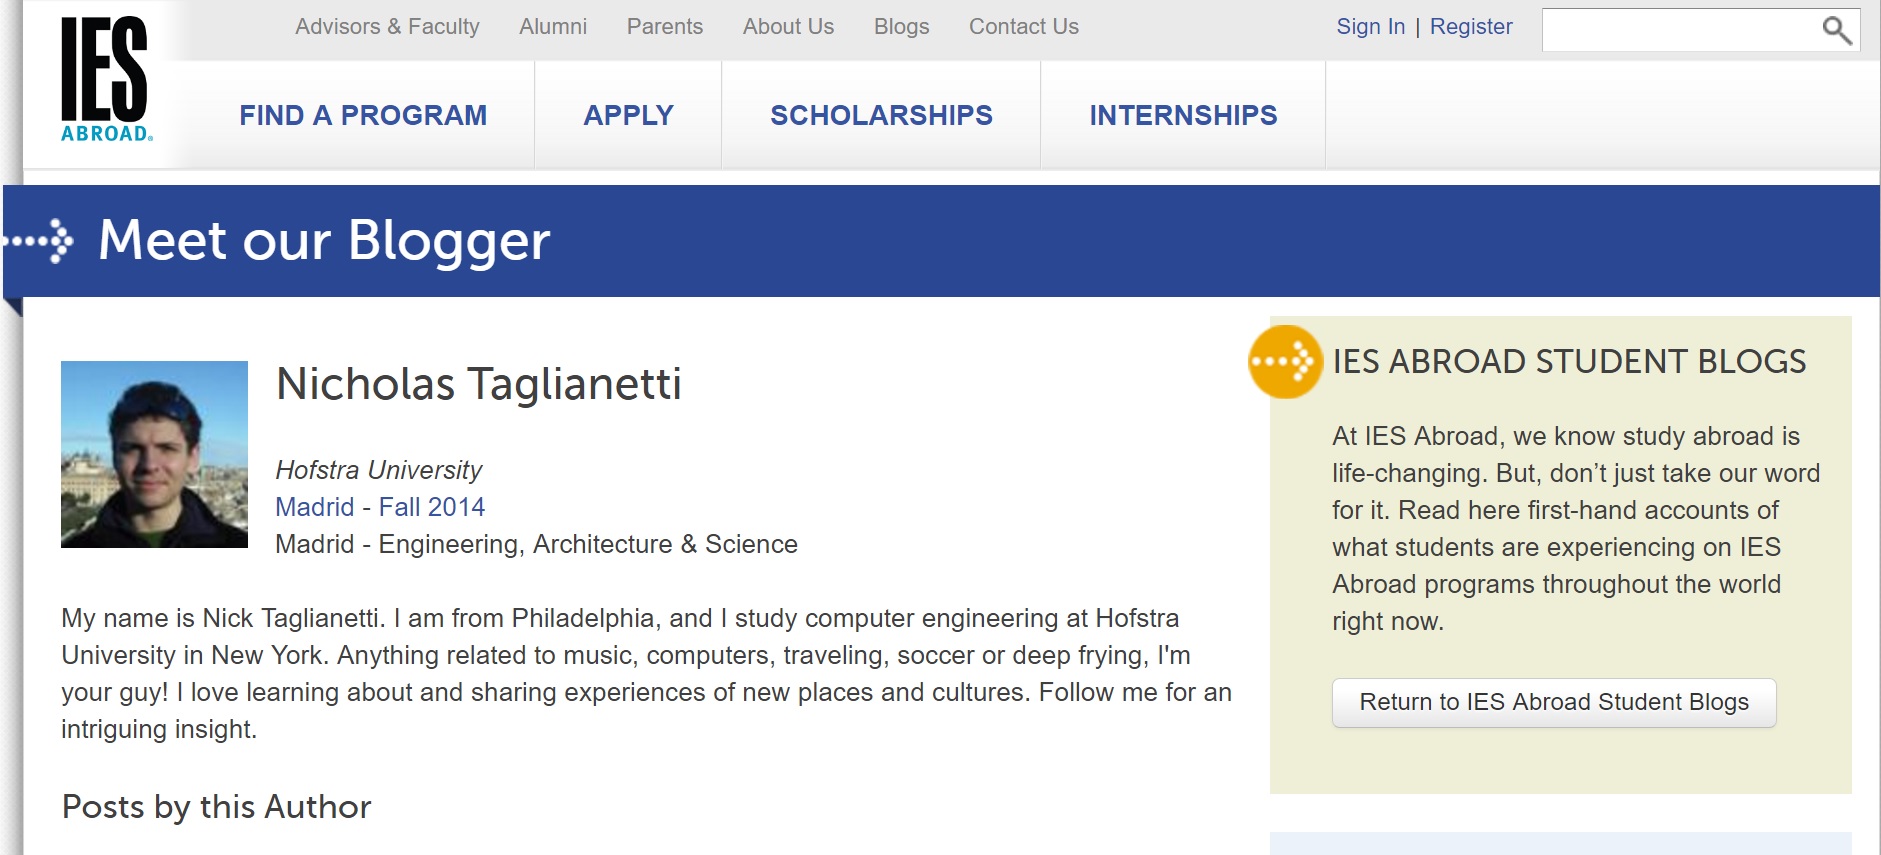 IES
ABROAD®
Advisors & Faculty Alumni Parents About Us Blogs Contact Us
Sign In | Register
FIND A PROGRAM APPLY SCHOLARSHIPS INTERNSHIPS
Meet our Blogger
Nicholas Taglianetti
Hofstra University
Madrid - Fall 2014
Madrid - Engineering, Architecture & Science
My name is Nick Taglianetti. I am from Philadelphia, and I study computer engineering at Hofstra
University in New York. Anything related to music, computers, traveling, soccer or deep frying, I'm
your guy! I love learning about and sharing experiences of new places and cultures. Follow me for an
intriguing insight.
Posts by this Author
IES ABROAD STUDENT BLOGS
At IES Abroad, we know study abroad is
life-changing. But, don’t just take our word
for it. Read here first-hand accounts of
what students are experiencing on IES
Abroad programs throughout the world
right now.
Return to IES Abroad Student Blogs